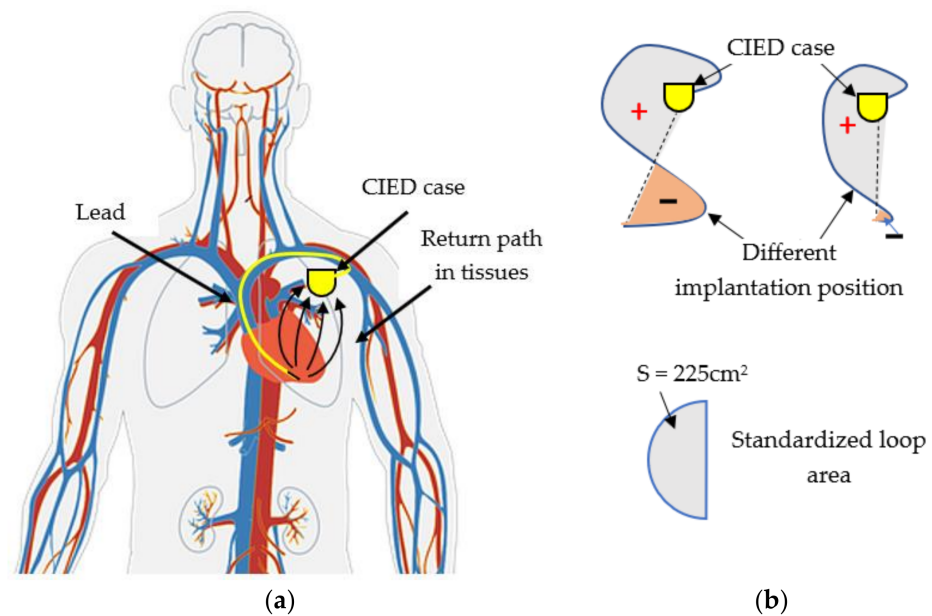 Lead
CIED case
Return path
in tissues
(a)
CIED case
+
-
+
-
Different
implantation position
S = 225cm²
Standardized loop
area
(b)